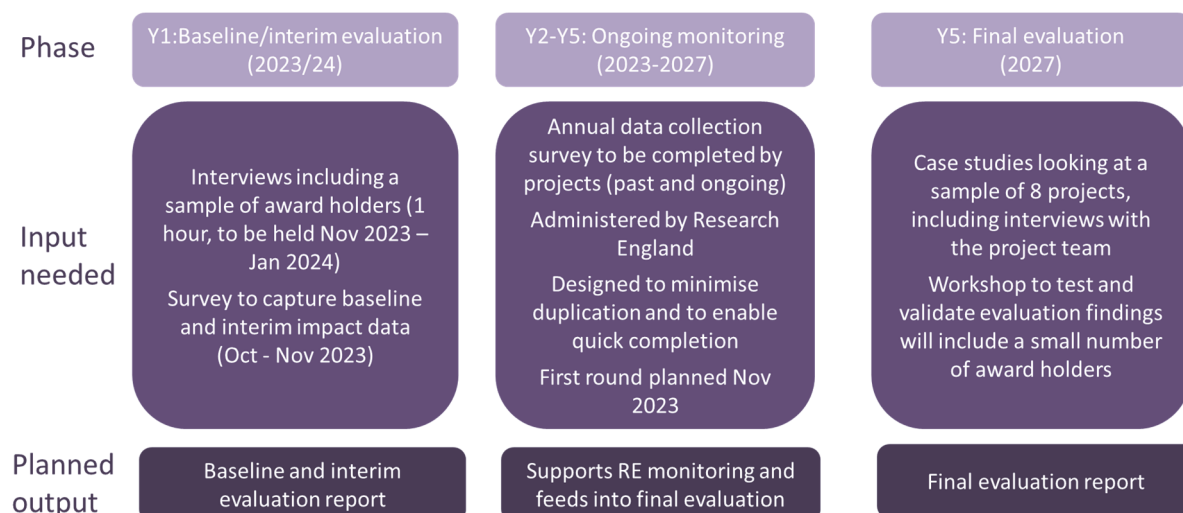 Phase
Y1:Baseline/interim evaluation
(2023/24)
Y2-Y5: Ongoing monitoring
(2023-2027)
Y5: Final evaluation
(2027)
Input
needed
Interviews including a
sample of award holders (1
hour, to be held Nov 2023 –
Jan 2024)
Survey to capture baseline
and interim impact data
(Oct - Nov 2023)
Annual data collection
survey to be completed by
projects (past and ongoing)
Administered by Research
England
Designed to minimise
duplication and to enable
quick completion
First round planned Nov
2023
Case studies looking at a
sample of 8 projects,
including interviews with
the project team
Workshop to test and
validate evaluation findings
will include a small number
of award holders
Planned
output
Baseline and interim
evaluation report
Supports RE monitoring and
feeds into final evaluation
Final evaluation report